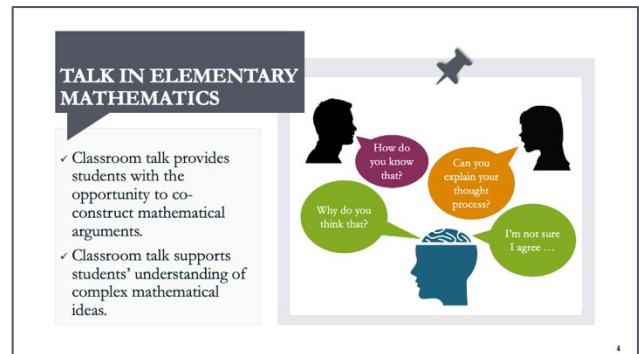 TALK IN ELEMENTARY
MATHEMATICS
✓ Classroom talk provides
students with the
opportunity to co-
construct mathematical
arguments.
✓ Classroom talk supports
students’ understanding of
complex mathematical
ideas.
How do
you know
that?
Can you
explain your
thought
process?
Why do you
think that?
I’m not sure
I agree …
4